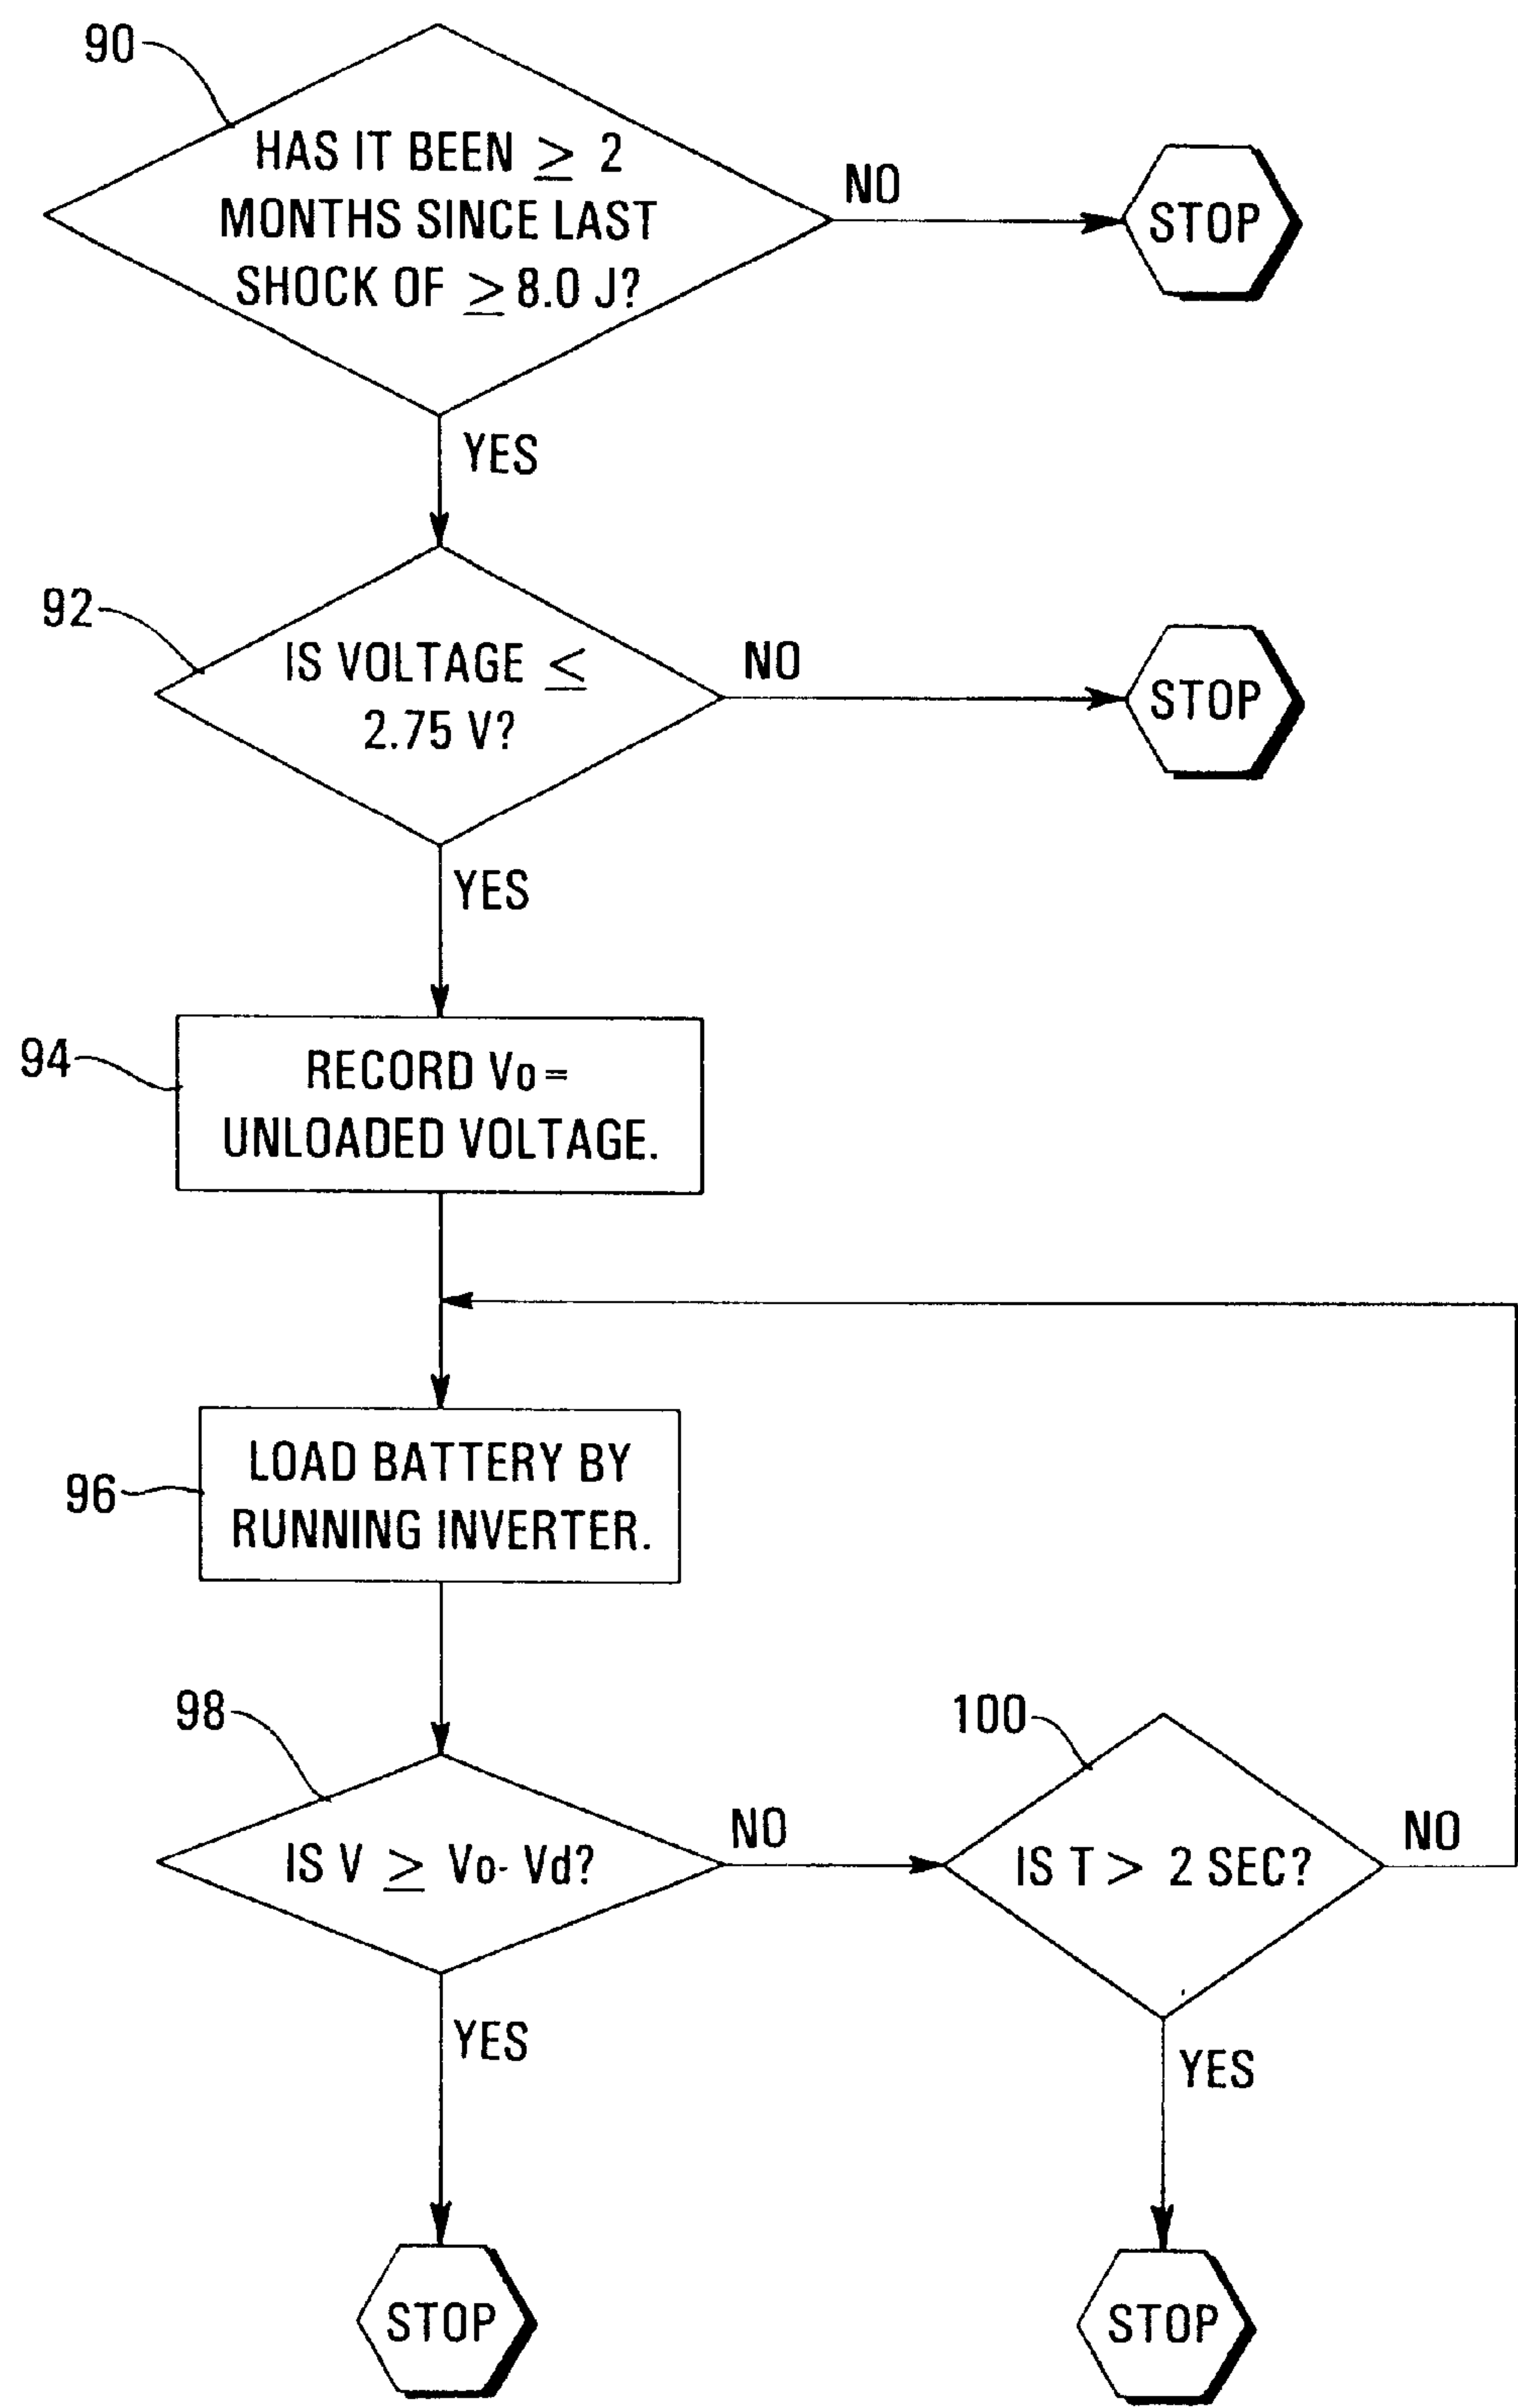 90
HAS IT BEEN ≥ 2
MONTHS SINCE LAST
SHOCK OF ≥ 8.0 J?
NO
STOP
YES
92
IS VOLTAGE ≤
2.75 V?
NO
STOP
YES
94
RECORD Vo =
UNLOADED VOLTAGE.
96
LOAD BATTERY BY
RUNNING INVERTER.
98
IS V ≥ Vo- Vd?
NO
100
IS T > 2 SEC?
NO
YES
YES
STOP
STOP